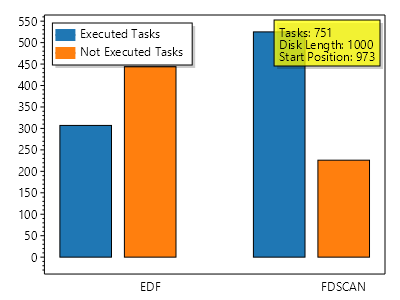 550
500
450
400
350
300
250
200
150
100
50
0
Executed Tasks
Not Executed Tasks
Tasks: 751
Disk Length: 1000
Start Position: 973
EDF
FDSCAN